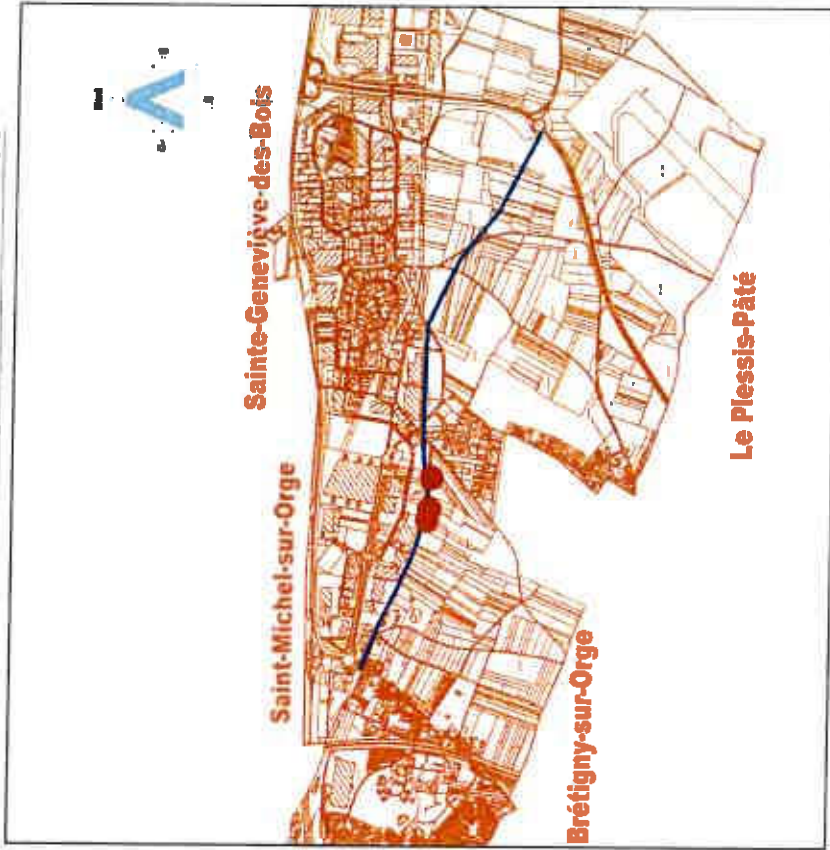 Sainte-Geneviève-des-Bois
Saint-Michel-sur-Orge
Le Plessis-Pâté
Brétigny-sur-Orge